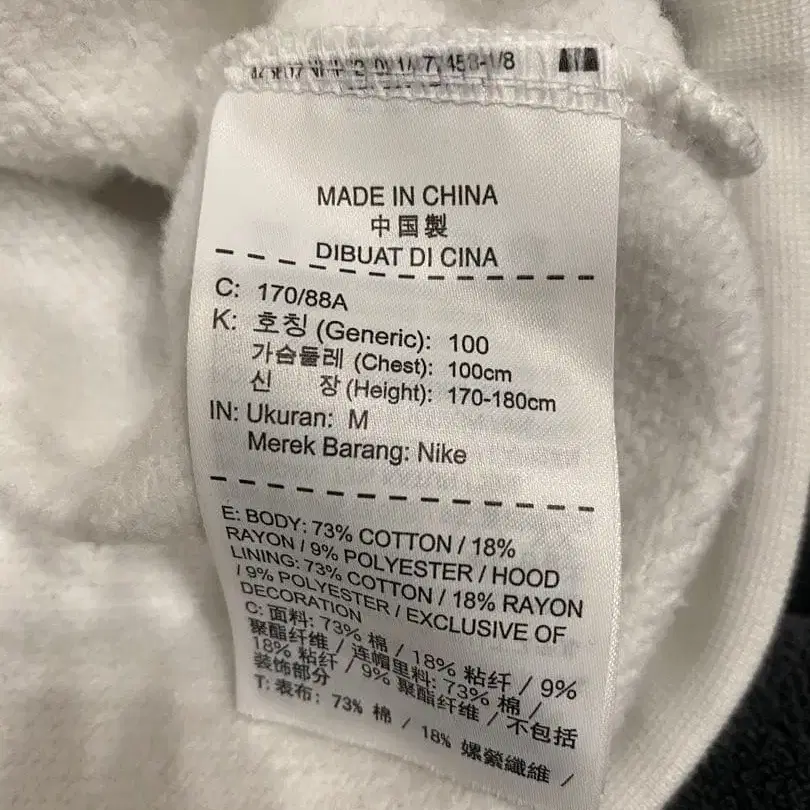 MADE IN CHINA
中国製
DIBUAT DI CINA
C: 170/88A
K: 호칭 (Generic): 100
가슴둘레 (Chest): 100cm
신 장 (Height): 170-180cm
IN: Ukuran: M
Merek Barang: Nike
E: BODY: 73% COTTON / 18%
RAYON / 9% POLYESTER / HOOD
LINING: 73% COTTON / 18% RAYON
/ 9% POLYESTER / EXCLUSIVE OF
DECORATION
C: 面料: 73% 棉 / 18% 粘纤 / 9%
聚酯纤维 / 连帽里料: 73% 棉 /
18% 粘纤 / 9% 聚酯纤维 / 不包括
装饰部分
T: 表布: 73% 棉 / 18% 嫘縈纖維 /